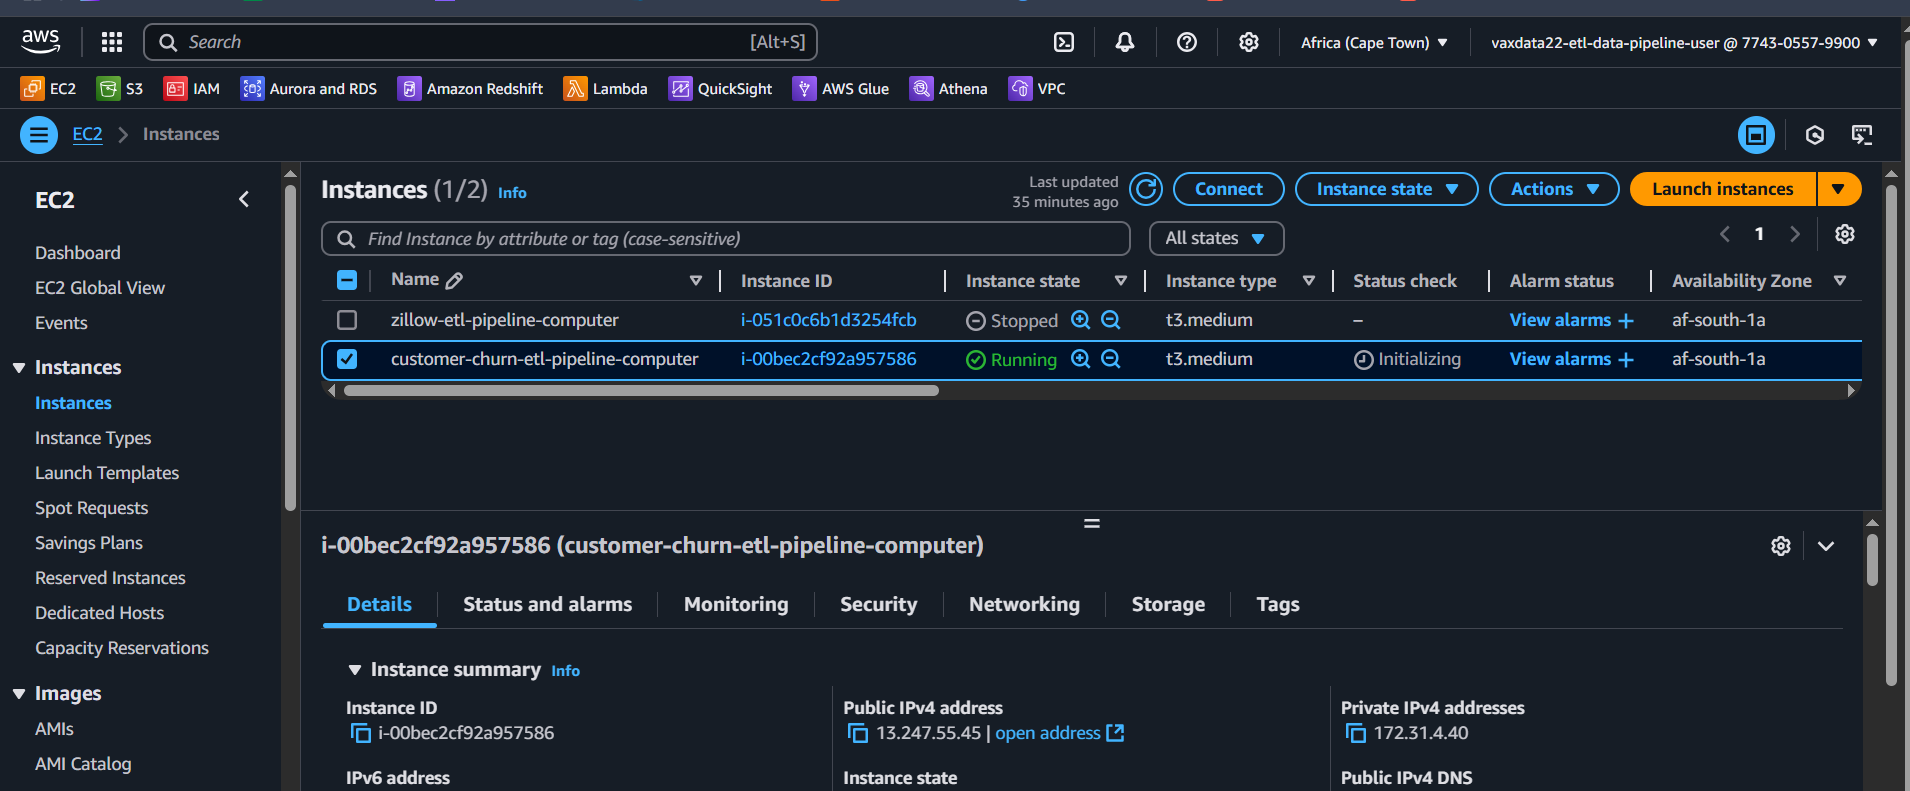 aws
Search [Alt+S]
Africa (Cape Town) vaxdata22-etl-data-pipeline-user @ 7743-0557-9900
EC2 S3 IAM Aurora and RDS Amazon Redshift Lambda QuickSight AWS Glue Athena VPC
EC2 Instances
EC2
Dashboard
EC2 Global View
Events
Instances
Instances
Instance Types
Launch Templates
Spot Requests
Savings Plans
Reserved Instances
Dedicated Hosts
Capacity Reservations
Images
AMIs
AMI Catalog
Instances (1/2) Info
Last updated
35 minutes ago
Connect Instance state Actions Launch instances
Find Instance by attribute or tag (case-sensitive) All states 1
Name Instance ID Instance state Instance type Status check Alarm status Availability Zone
zillow-etl-pipeline-computer i-051c0c6b1d3254fcb Stopped t3.medium – View alarms + af-south-1a
customer-churn-etl-pipeline-computer i-00bec2cf92a957586 Running t3.medium Initializing View alarms + af-south-1a
i-00bec2cf92a957586 (customer-churn-etl-pipeline-computer)
Details Status and alarms Monitoring Security Networking Storage Tags
Instance summary Info
Instance ID
i-00bec2cf92a957586
Public IPv4 address
13.247.55.45 | open address
Private IPv4 addresses
172.31.4.40
IPv6 address
Instance state
Public IPv4 DNS